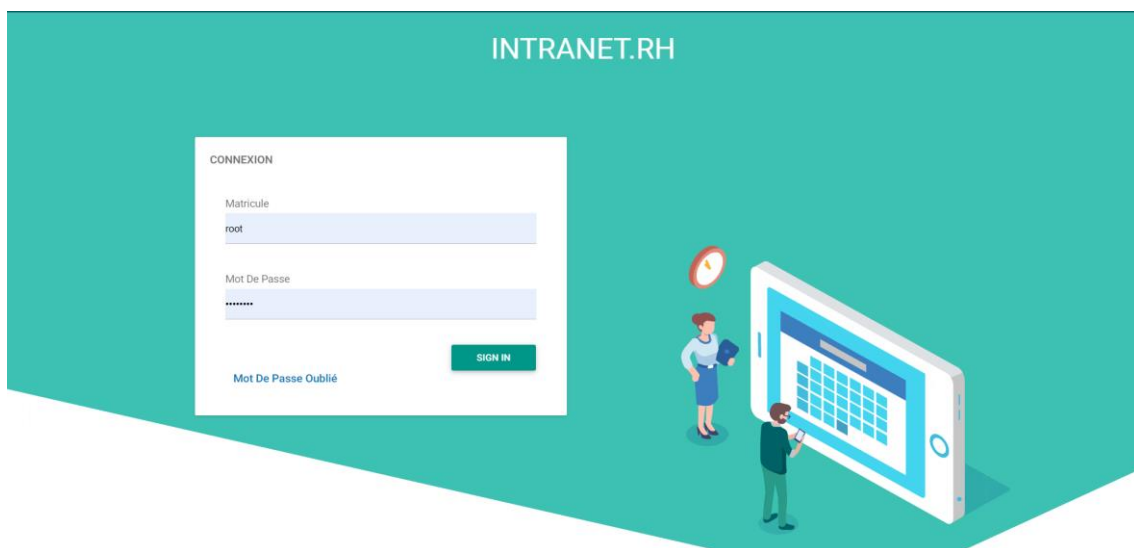 INTRANET.RH
CONNEXION
Matricule
root
Mot De Passe
••••••••
SIGN IN
Mot De Passe Oublié